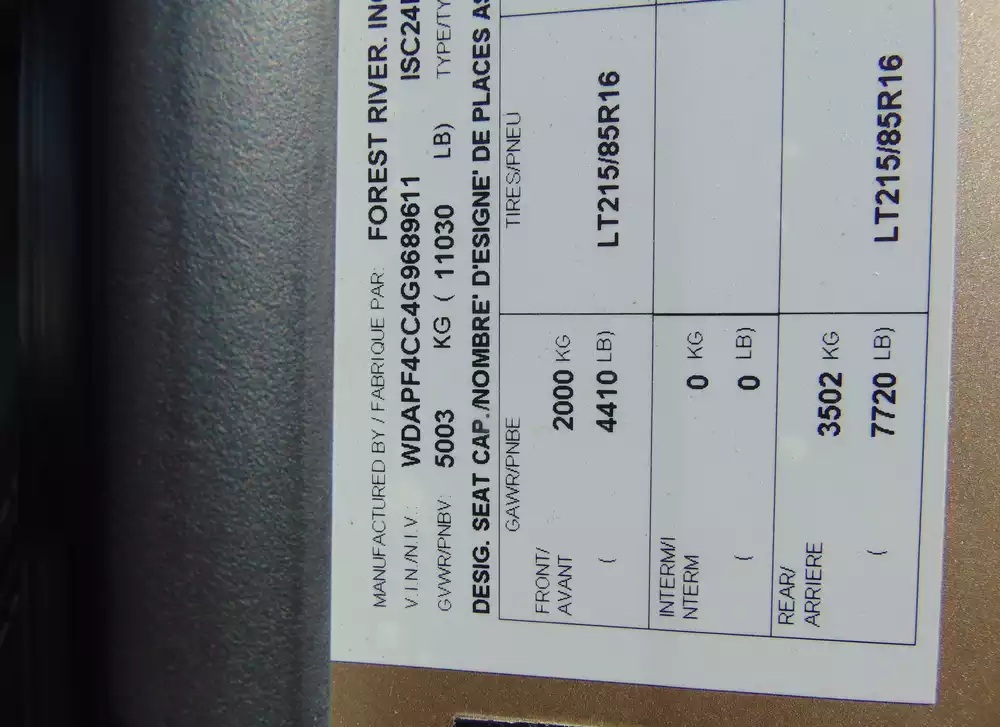 MANUFACTURED BY / FABRIQUE PAR: FOREST RIVER. INC
V.I.N./N.I.V.: WDAPF4CC4G9689611 ISC24
GVWR/PNBV: 5003 KG ( 11030 LB) TYPE/TY
DESIG. SEAT CAP./NOMBRE' D'ESIGNE' DE PLACES AS
GAWR/PNBE TIRES/PNEU
FRONT/ 2000 KG
AVANT ( 4410 LB) LT215/85R16
INTERM/I 0 KG
NTERM ( 0 LB)
REAR/ 3502 KG
ARRIERE ( 7720 LB) LT215/85R16